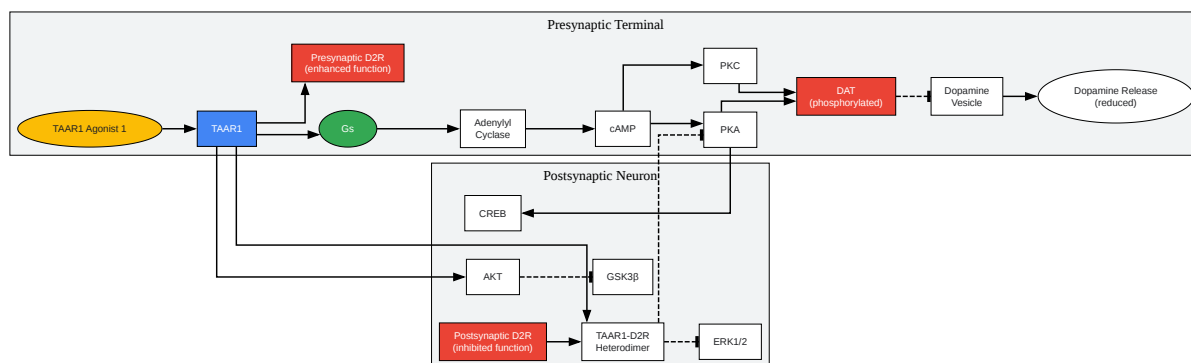 Presynaptic Terminal
Presynaptic D2R
(enhanced function)
PKC
DAT
(phosphorylated)
Dopamine
Vesicle
Dopamine Release
(reduced)
TAAR1 Agonist 1
TAAR1
Gs
Adenylyl
Cyclase
cAMP
PKA
Postsynaptic Neuron
CREB
AKT
GSK3β
Postsynaptic D2R
(inhibited function)
TAAR1-D2R
Heterodimer
ERK1/2